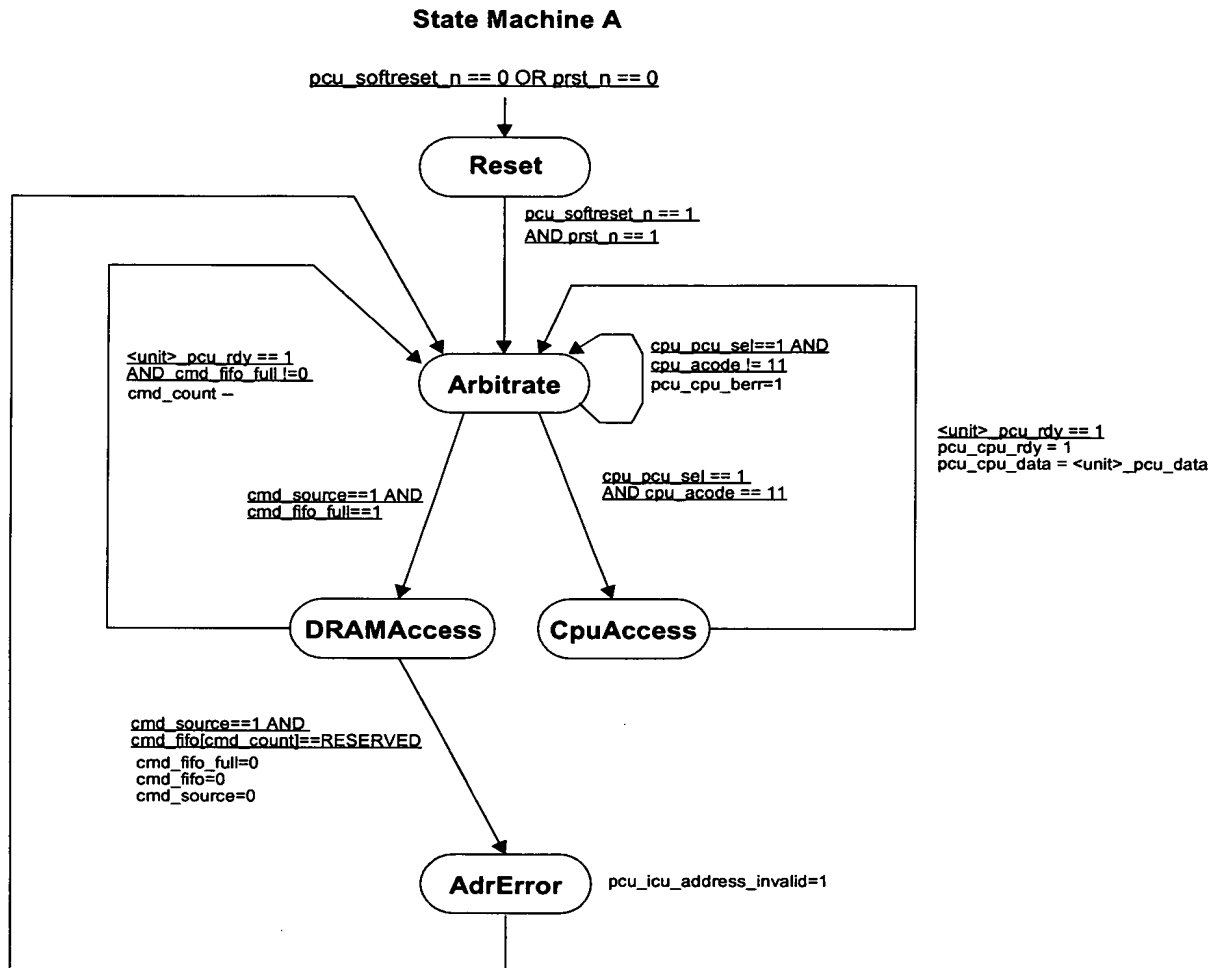 State Machine A
pcu_softreset_n == 0 OR prst_n == 0
Reset
pcu_softreset_n == 1
AND prst_n == 1
<unit>_pcu_rdy == 1
AND cmd_fifo_full !=0
cmd_count --
Arbitrate
cpu_pcu_sel==1 AND
cpu_acode != 11
pcu_cpu_berr=1
<unit>_pcu_rdy == 1
pcu_cpu_rdy = 1
pcu_cpu_data = <unit>_pcu_data
cmd_source==1 AND
cmd_fifo_full==1
cpu_pcu_sel == 1
AND cpu_acode == 11
DRAMAccess
CpuAccess
cmd_source==1 AND
cmd_fifo[cmd_count]==RESERVED
cmd_fifo_full=0
cmd_fifo=0
cmd_source=0
AdrError
pcu_icu_address_invalid=1